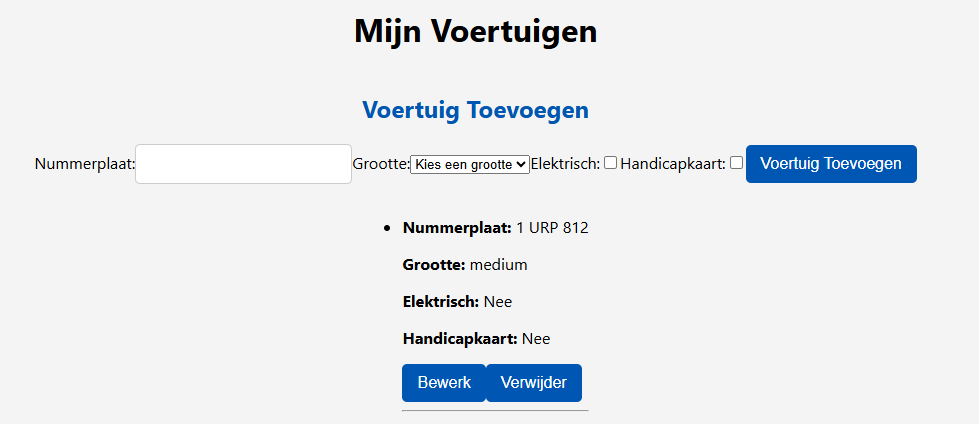 Mijn Voertuigen
Voertuig Toevoegen
Nummerplaat: Grootte: Kies een grootte Elektrisch: Handicapkaart: Voertuig Toevoegen
Nummerplaat: 1 URP 812
Grootte: medium
Elektrisch: Nee
Handicapkaart: Nee
Bewerk Verwijder